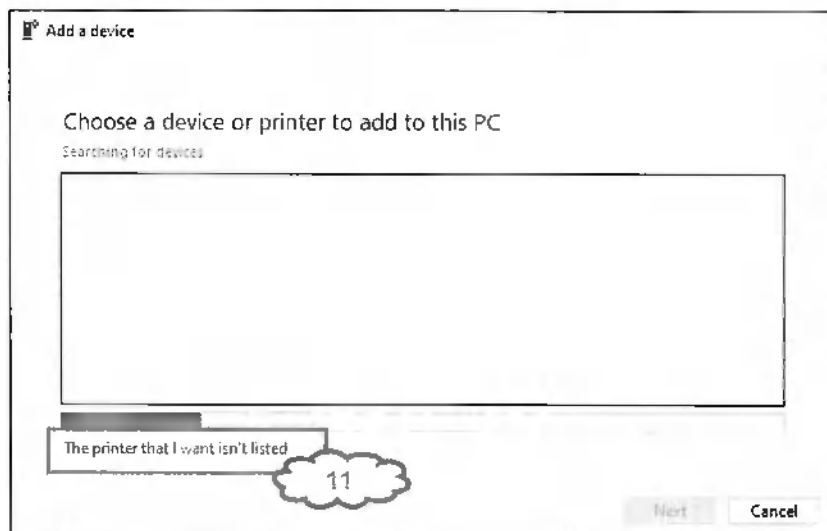 Add a device
Choose a device or printer to add to this PC
Searching for devices
The printer that I want isn't listed
11
Next
Cancel